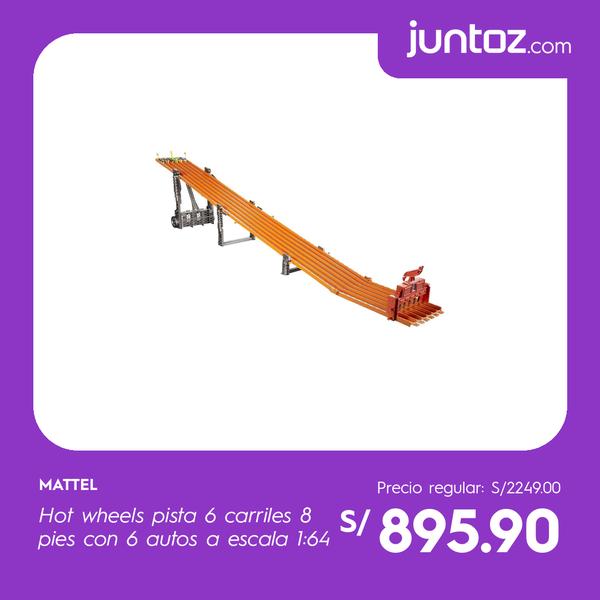 juntoz.com
MATTEL
Hot wheels pista 6 carriles 8
pies con 6 autos a escala 1:64
Precio regular: S/2249.00
S/ 895.90